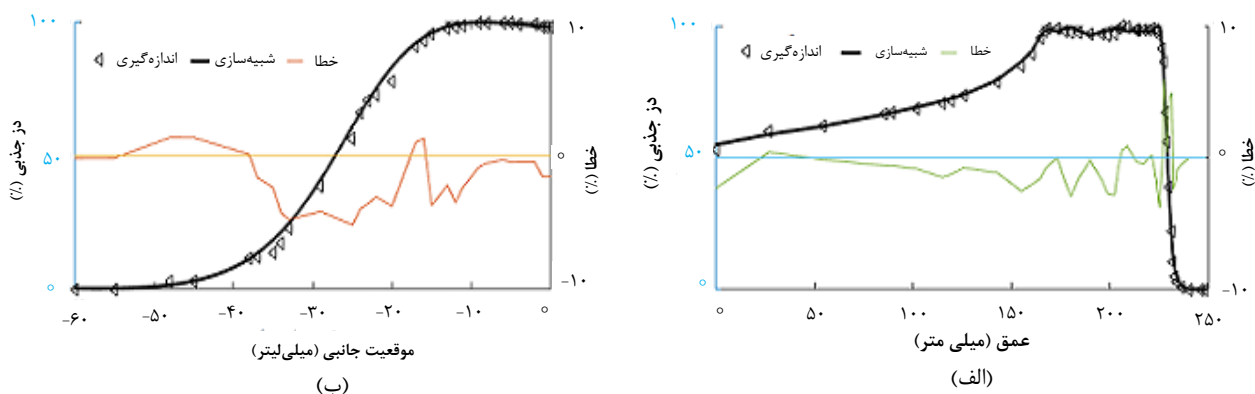 ۱۰۰
۵۰
۰
دز جذبی (%)
۱۰
۰
-۱۰
خطا (%)
اندازه‌گیری
شبیه‌سازی
خطا
۰
۵۰
۱۰۰
۱۵۰
۲۰۰
۲۵۰
عمق (میلی متر)
(الف)
۱۰۰
۵۰
۰
دز جذبی (%)
۱۰
۰
-۱۰
خطا (%)
اندازه‌گیری
شبیه‌سازی
خطا
-۶۰
-۵۰
-۴۰
-۳۰
-۲۰
-۱۰
۰
موقعیت جانبی (میلی‌لیتر)
(ب)